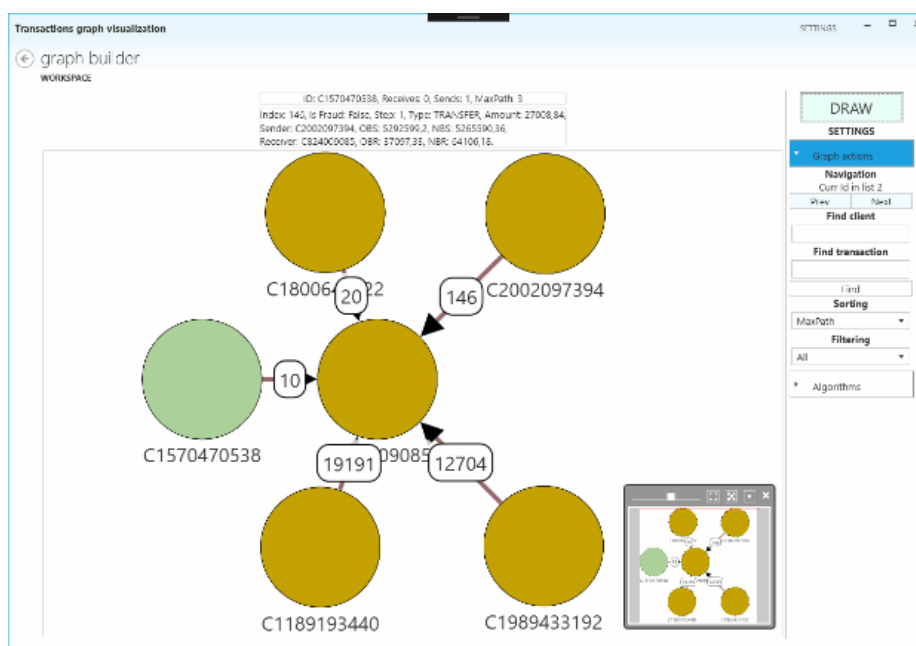 Transactions graph visualization
SETTINGS
graph builder
WORKSPACE
ID: C1570470538, Receives: 0, Sends: 1, MaxPath: 3
Index: 146, Is Fraud: False, Step: 1, Type: TRANSFER, Amount: 27008,84,
Sender: C2002097394, OBS: 5292599,2, NBS: 5265590,36,
Receiver: C824009085, OBR: 37097,33, NBR: 64106,18.
DRAW
SETTINGS
Graph actions
Navigation
Curr Id in list 2
Prev
Next
Find client
Find transaction
Find
Sorting
MaxPath
Filtering
All
Algorithms
20
C2002097394
146
10
C1570470538
19191
12704
C1189193440
C1989433192